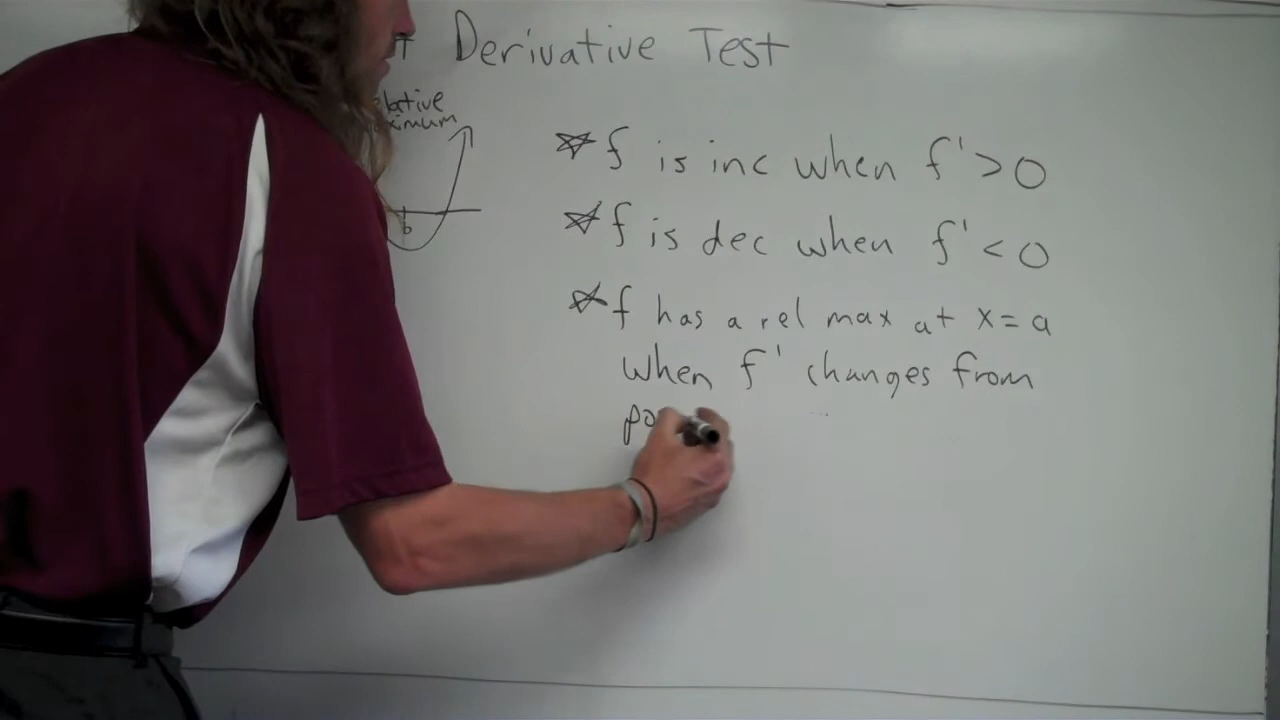 Derivative Test
☆ f is inc when f' > 0
☆ f is dec when f' < 0
☆ f has a rel max at x = a
when f' changes from
b